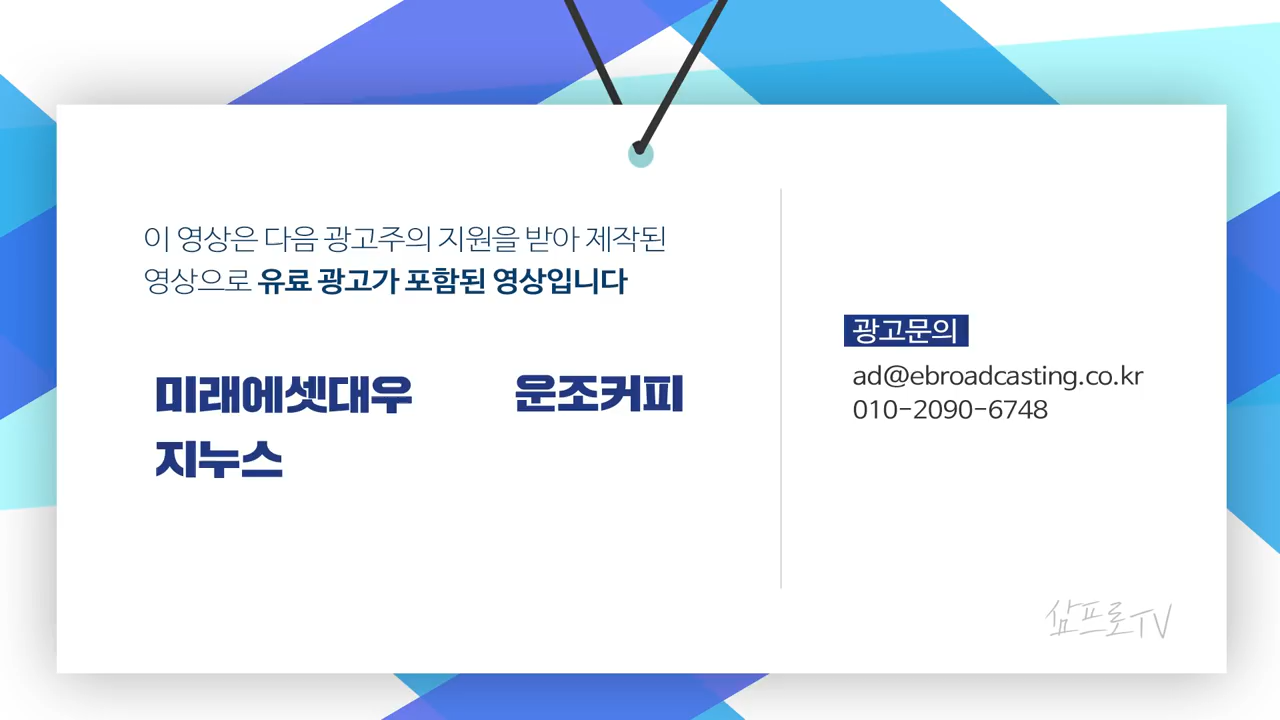 이 영상은 다음 광고주의 지원을 받아 제작된
영상으로 유료 광고가 포함된 영상입니다
미래에셋대우 운조커피
지누스
광고문의
ad@ebroadcasting.co.kr
010-2090-6748
삼프로TV